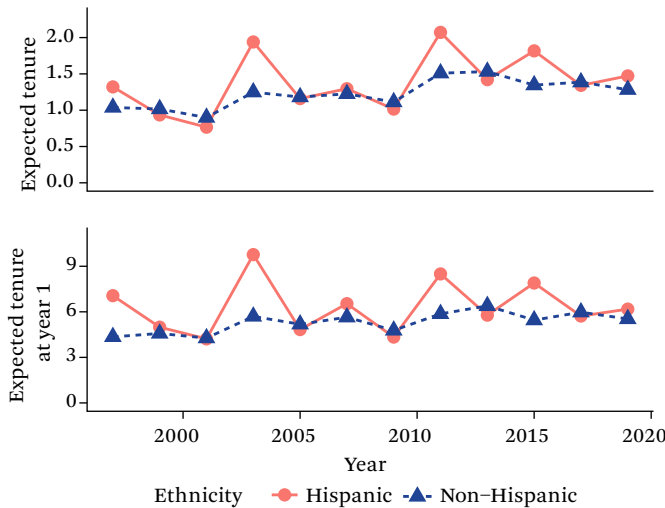 Expected tenure
2.0
1.5
1.0
0.5
0.0
Expected tenure
at year 1
9
6
3
0
2000 2005 2010 2015 2020
Year
Ethnicity Hispanic Non–Hispanic